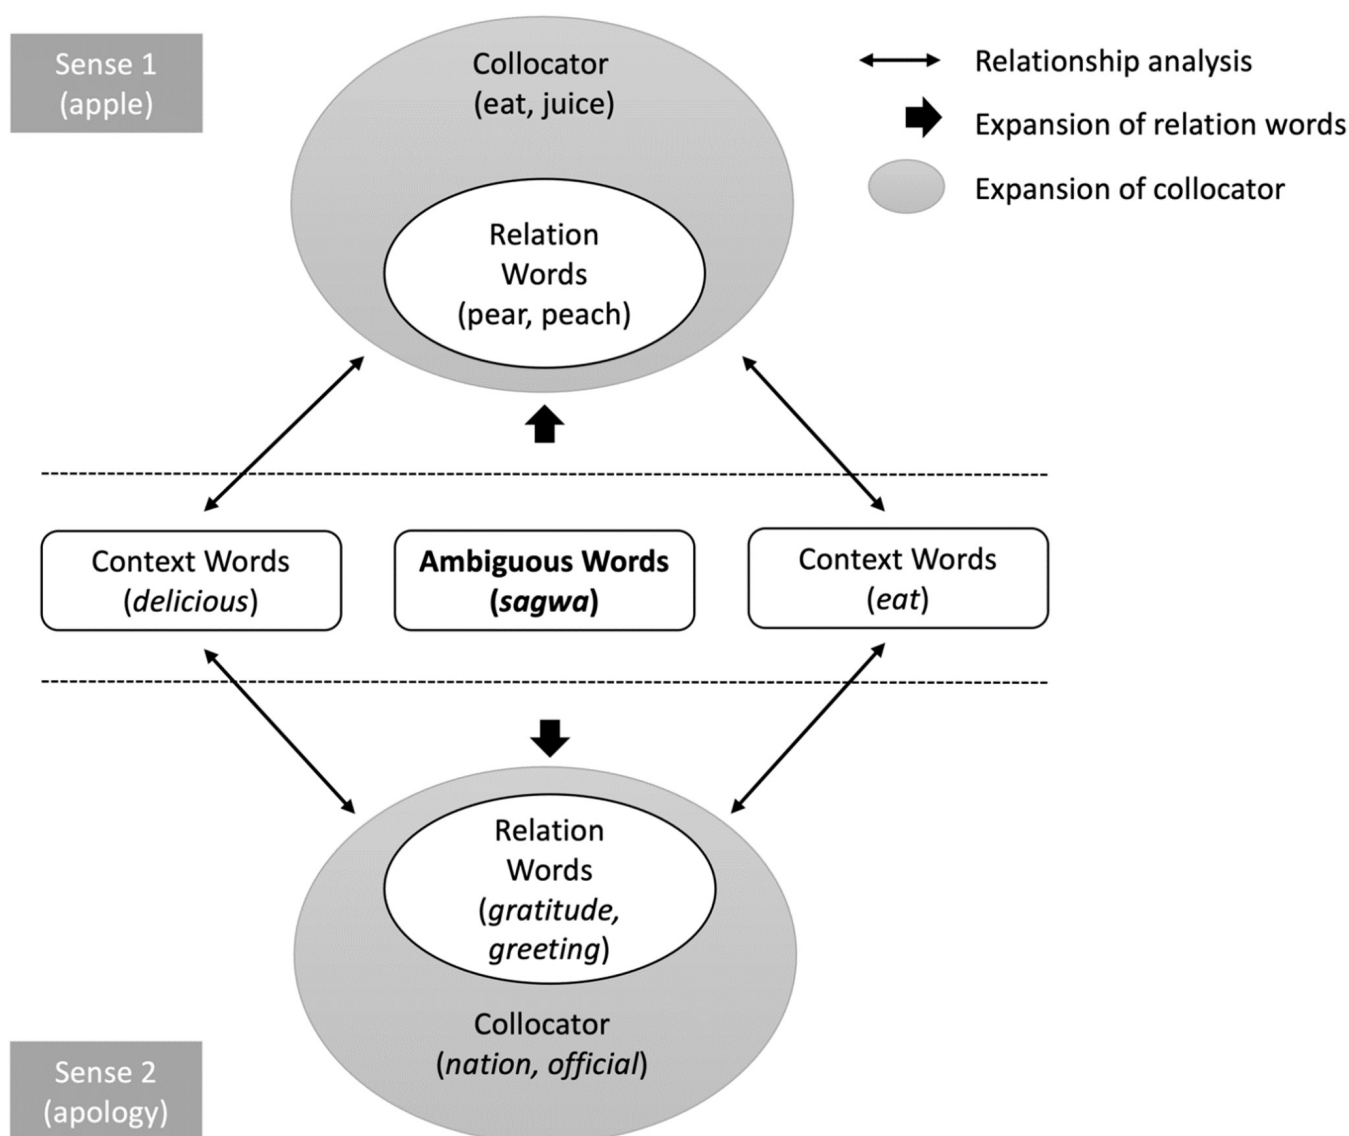 Sense 1
(apple)
Collocator
(eat, juice)
Relation
Words
(pear, peach)
Relationship analysis
Expansion of relation words
Expansion of collocator
Context Words
(delicious)
Ambiguous Words
(sagwa)
Context Words
(eat)
Relation
Words
(gratitude,
greeting)
Collocator
(nation, official)
Sense 2
(apology)